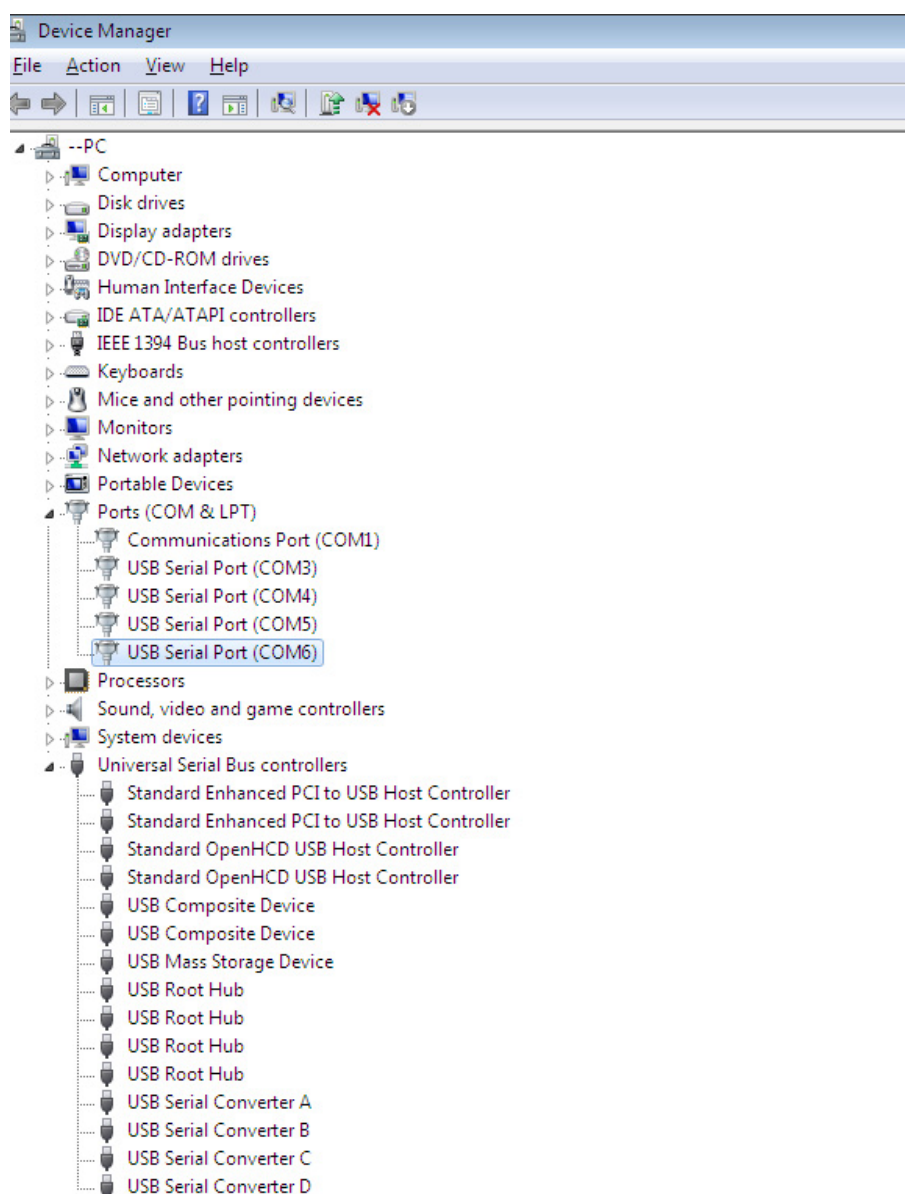 Device Manager
File Action View Help
--PC
Computer
Disk drives
Display adapters
DVD/CD-ROM drives
Human Interface Devices
IDE ATA/ATAPI controllers
IEEE 1394 Bus host controllers
Keyboards
Mice and other pointing devices
Monitors
Network adapters
Portable Devices
Ports (COM & LPT)
Communications Port (COM1)
USB Serial Port (COM3)
USB Serial Port (COM4)
USB Serial Port (COM5)
USB Serial Port (COM6)
Processors
Sound, video and game controllers
System devices
Universal Serial Bus controllers
Standard Enhanced PCI to USB Host Controller
Standard Enhanced PCI to USB Host Controller
Standard OpenHCD USB Host Controller
Standard OpenHCD USB Host Controller
USB Composite Device
USB Composite Device
USB Mass Storage Device
USB Root Hub
USB Root Hub
USB Root Hub
USB Root Hub
USB Serial Converter A
USB Serial Converter B
USB Serial Converter C
USB Serial Converter D